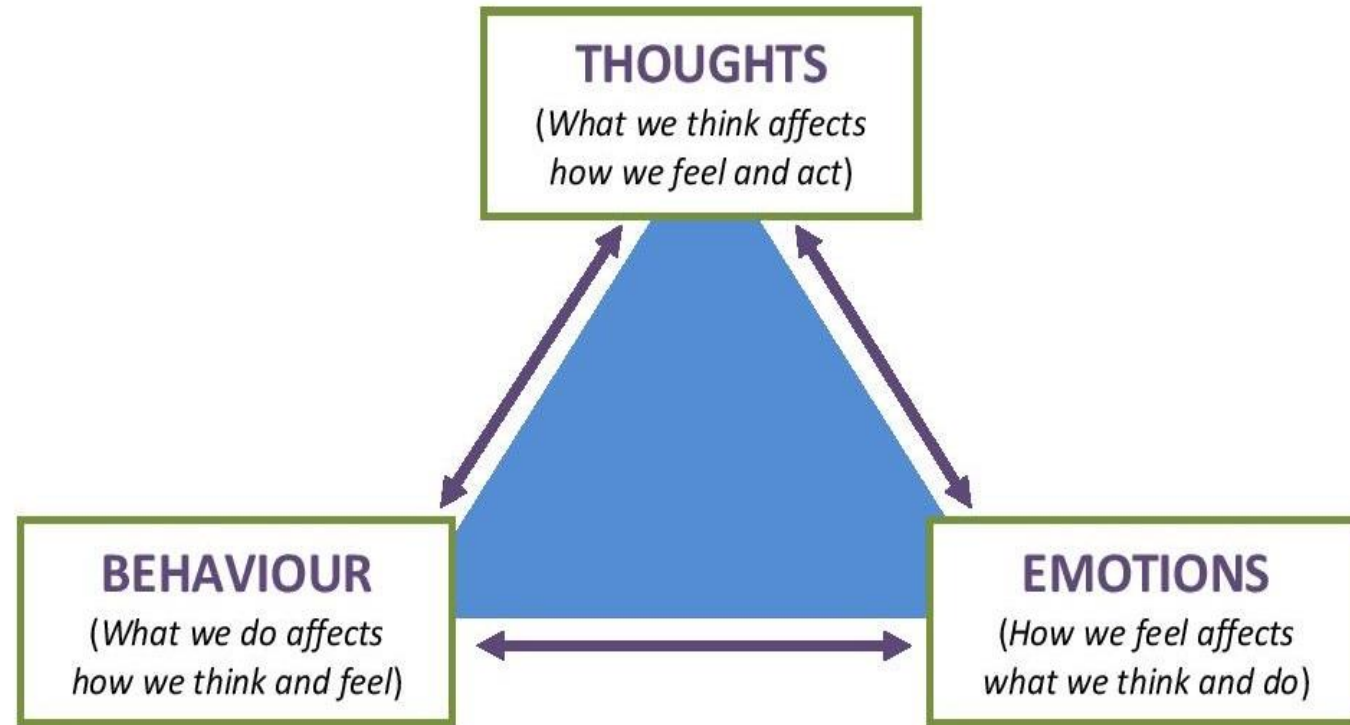 THOUGHTS
(What we think affects
how we feel and act)
BEHAVIOUR
(What we do affects
how we think and feel)
EMOTIONS
(How we feel affects
what we think and do)